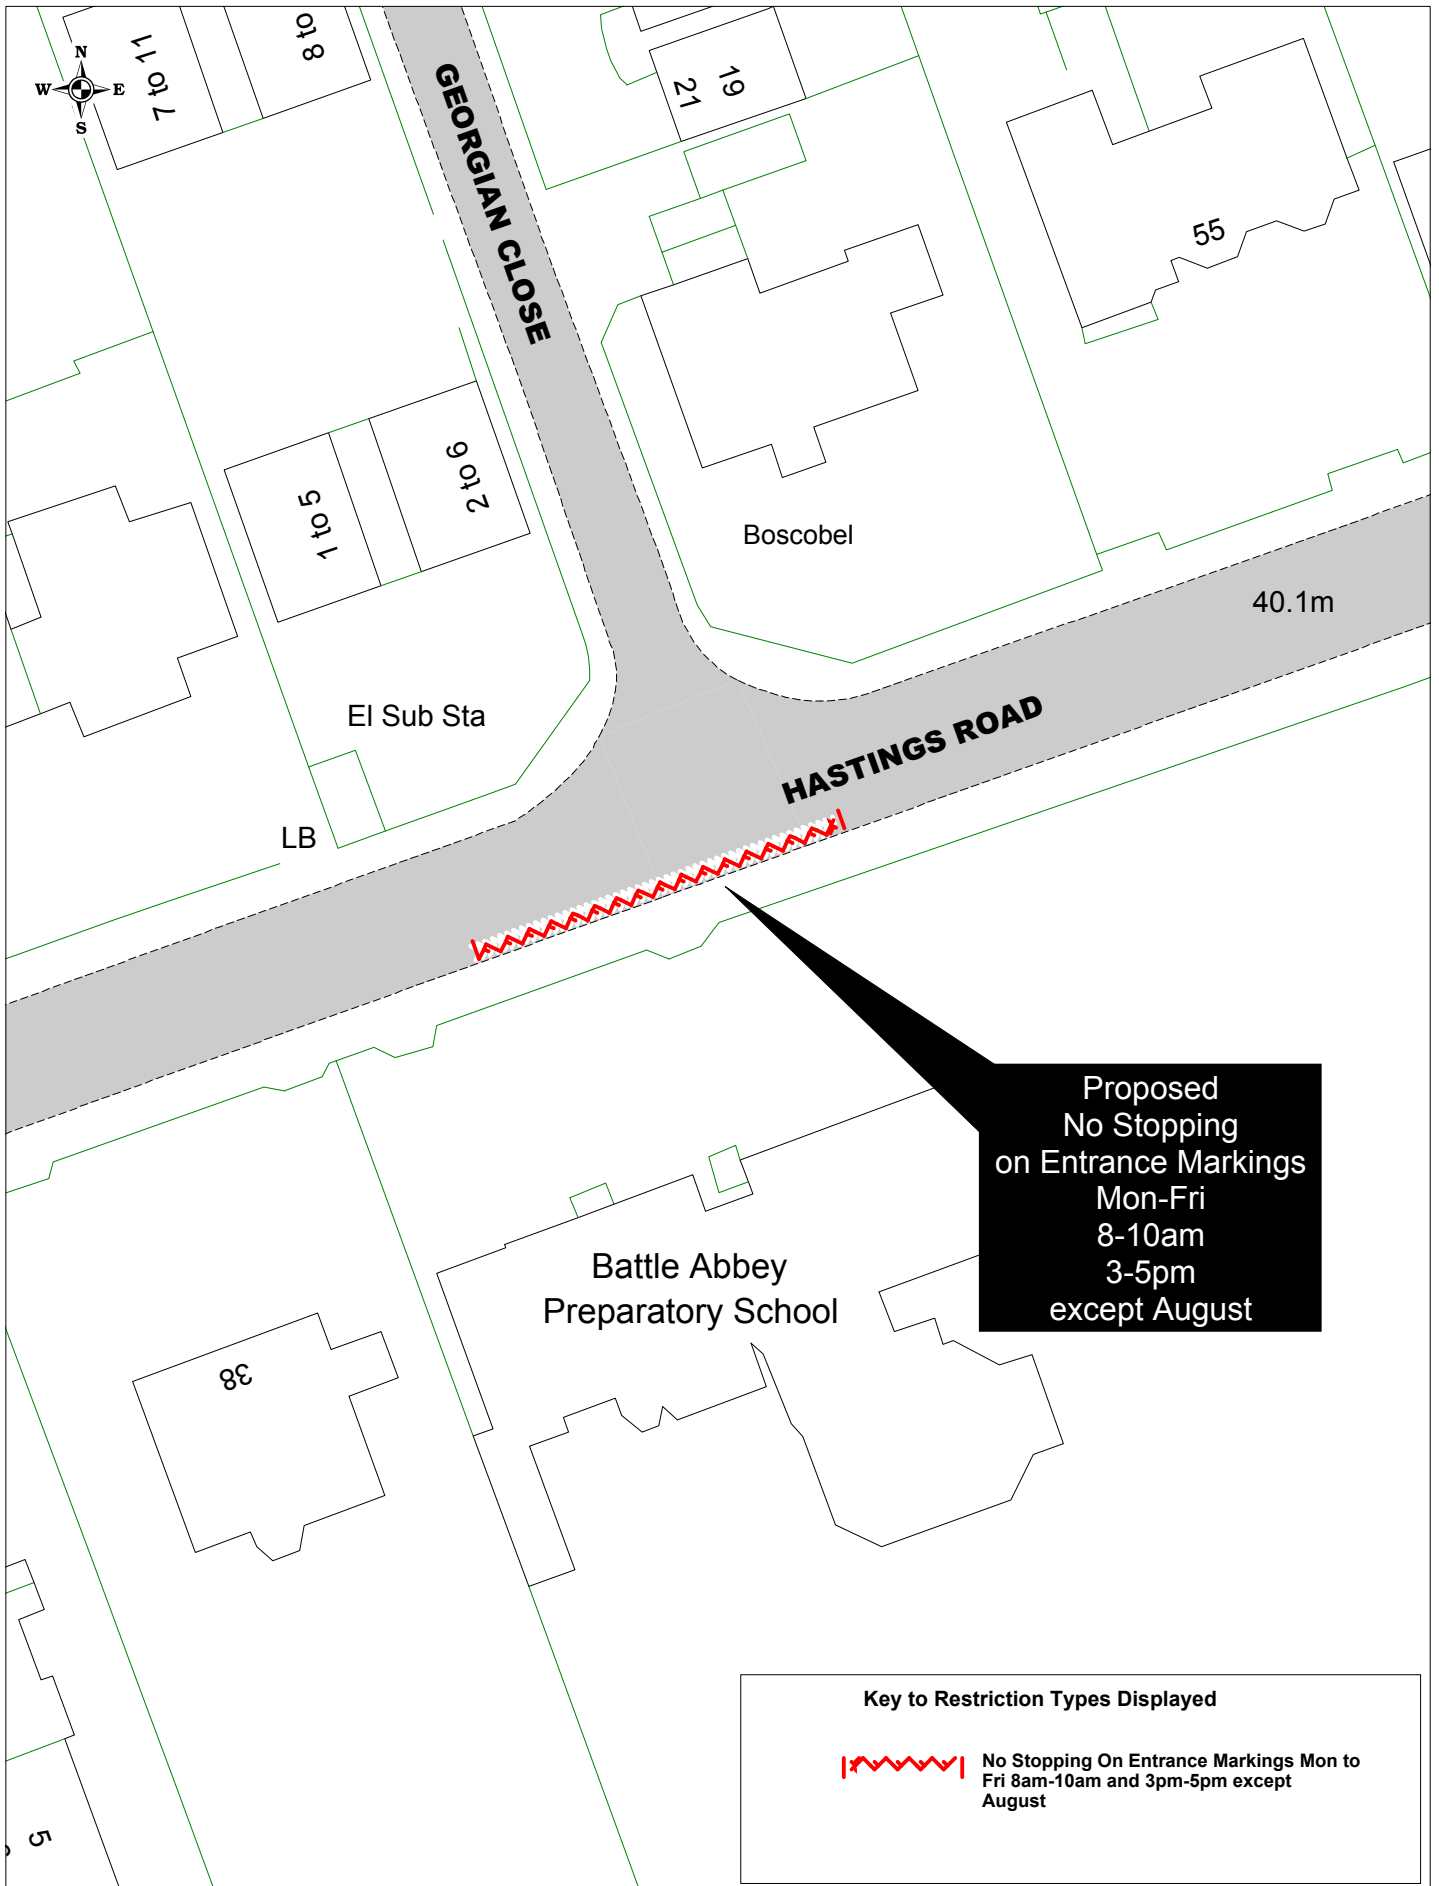 N
W E
S
7 to 11
8 to
GEORGIAN CLOSE
19
21
55
2 to 6
1 to 5
Boscobel
40.1m
El Sub Sta
HASTINGS ROAD
LB
Proposed
No Stopping
on Entrance Markings
Mon-Fri
8-10am
3-5pm
except August
Battle Abbey
Preparatory School
38
Key to Restriction Types Displayed
No Stopping On Entrance Markings Mon to
Fri 8am-10am and 3pm-5pm except
August
5